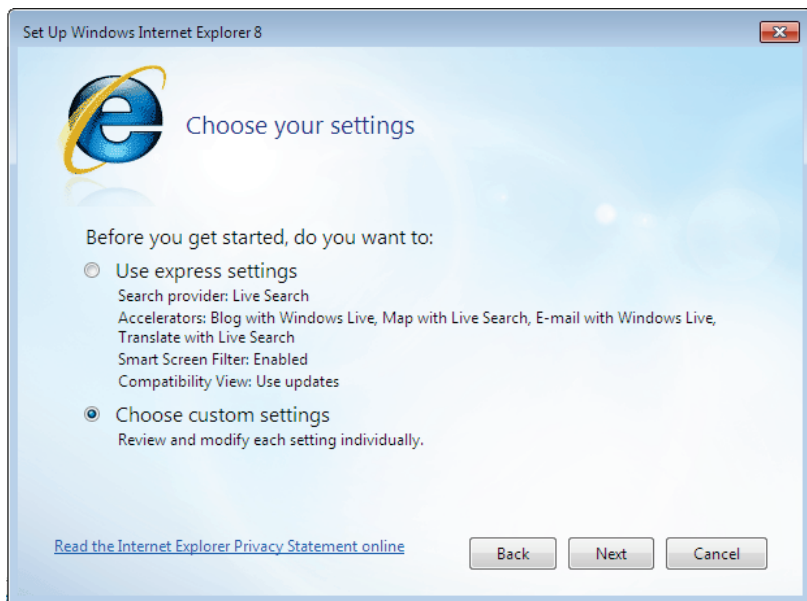 Set Up Windows Internet Explorer 8
Choose your settings
Before you get started, do you want to:
Use express settings
Search provider: Live Search
Accelerators: Blog with Windows Live, Map with Live Search, E-mail with Windows Live,
Translate with Live Search
Smart Screen Filter: Enabled
Compatibility View: Use updates
Choose custom settings
Review and modify each setting individually.
Read the Internet Explorer Privacy Statement online
Back
Next
Cancel